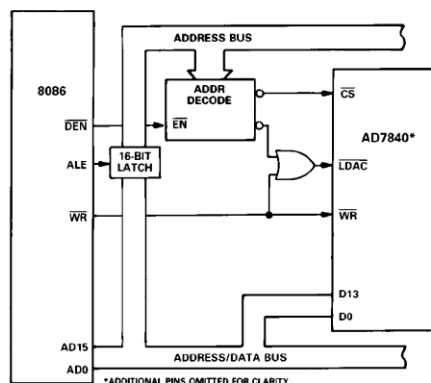 ADDRESS BUS
8086
ADDR
DECODE
EN
CS
AD7840*
DEN
ALE
16-BIT
LATCH
LDAC
WR
WR
D13
D0
AD15
AD0
ADDRESS/DATA BUS
*ADDITIONAL PINS OMITTED FOR CLARITY